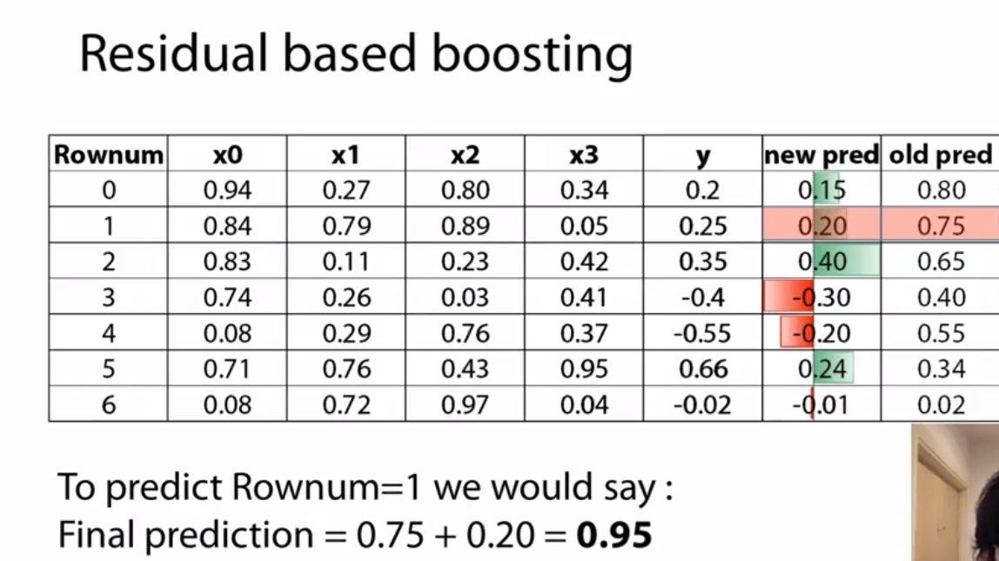 Residual based boosting
Rownum x0 x1 x2 x3 y new pred old pred
0 0.94 0.27 0.80 0.34 0.2 0.15 0.80
1 0.84 0.79 0.89 0.05 0.25 0.20 0.75
2 0.83 0.11 0.23 0.42 0.35 0.40 0.65
3 0.74 0.26 0.03 0.41 -0.4 -0.30 0.40
4 0.08 0.29 0.76 0.37 -0.55 -0.20 0.55
5 0.71 0.76 0.43 0.95 0.66 0.24 0.34
6 0.08 0.72 0.97 0.04 -0.02 -0.01 0.02
To predict Rownum=1 we would say :
Final prediction = 0.75 + 0.20 = 0.95